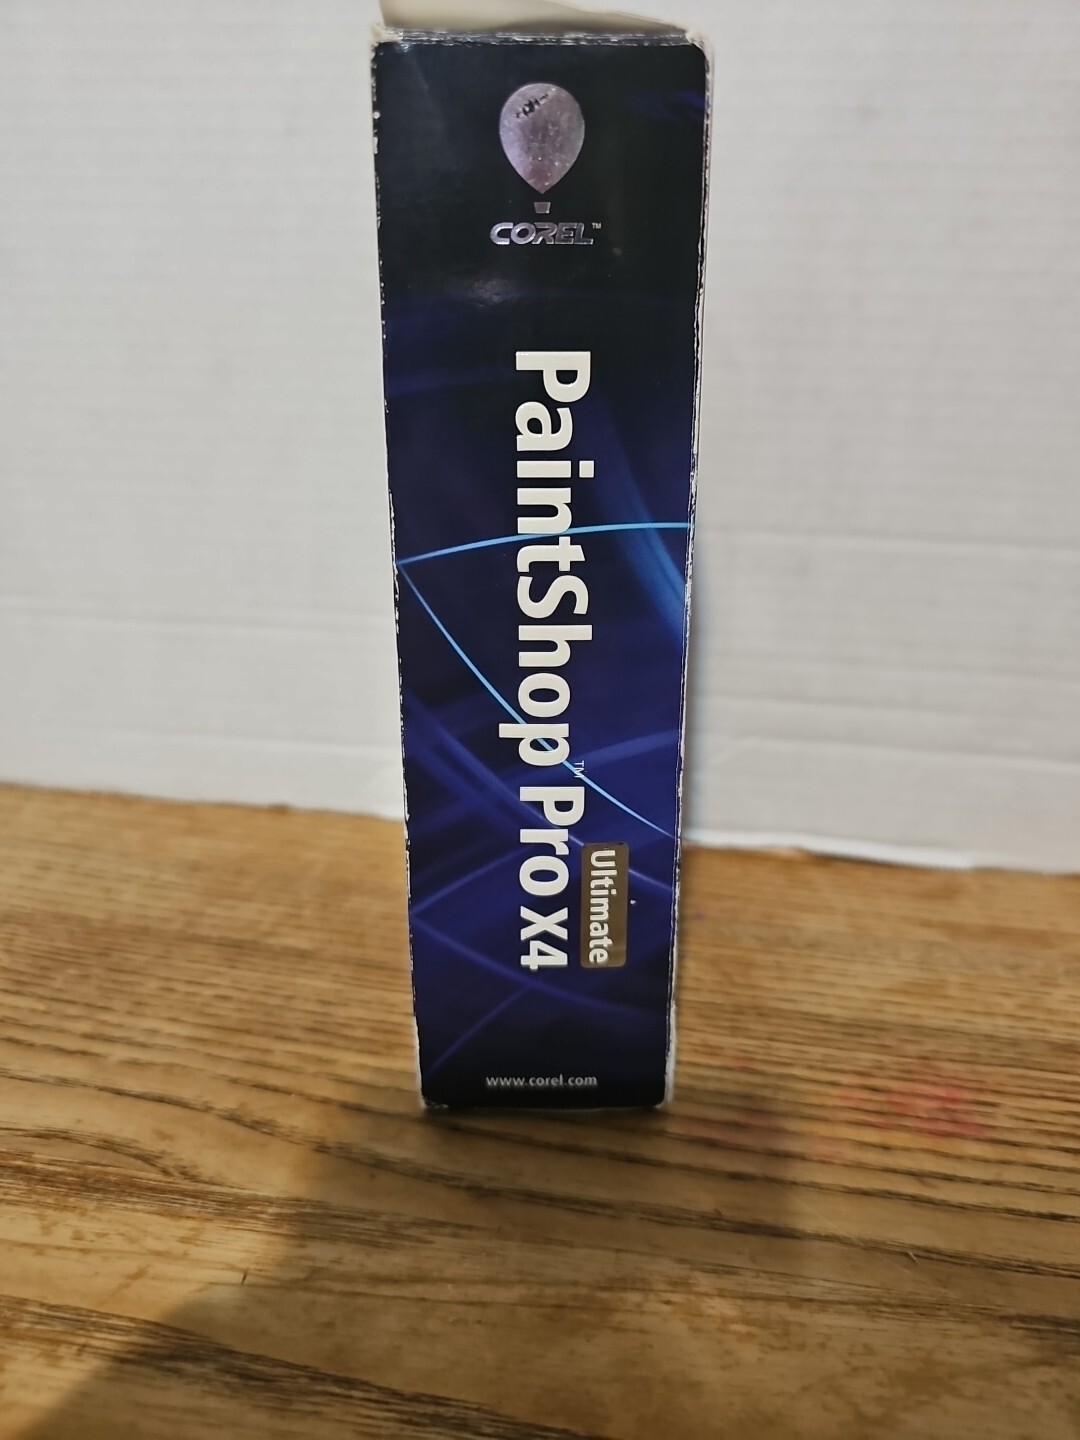 COREL™
PaintShop™ Pro X4
Ultimate
www.corel.com